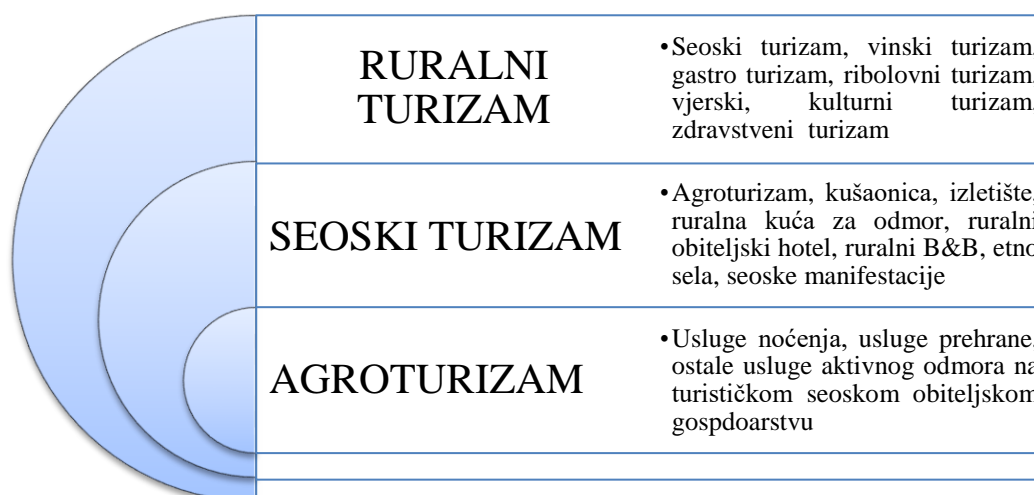 RURALNI
TURIZAM
•Seoski turizam, vinski turizam,
gastro turizam, ribolovni turizam,
vjerski, kulturni turizam,
zdravstveni turizam
SEOSKI TURIZAM
•Agroturizam, kušaonica, izletište,
ruralna kuća za odmor, ruralni
obiteljski hotel, ruralni B&B, etno
sela, seoske manifestacije
AGROTURIZAM
•Usluge noćenja, usluge prehrane,
ostale usluge aktivnog odmora na
turističkom seoskom obiteljskom
gospdoarstvu